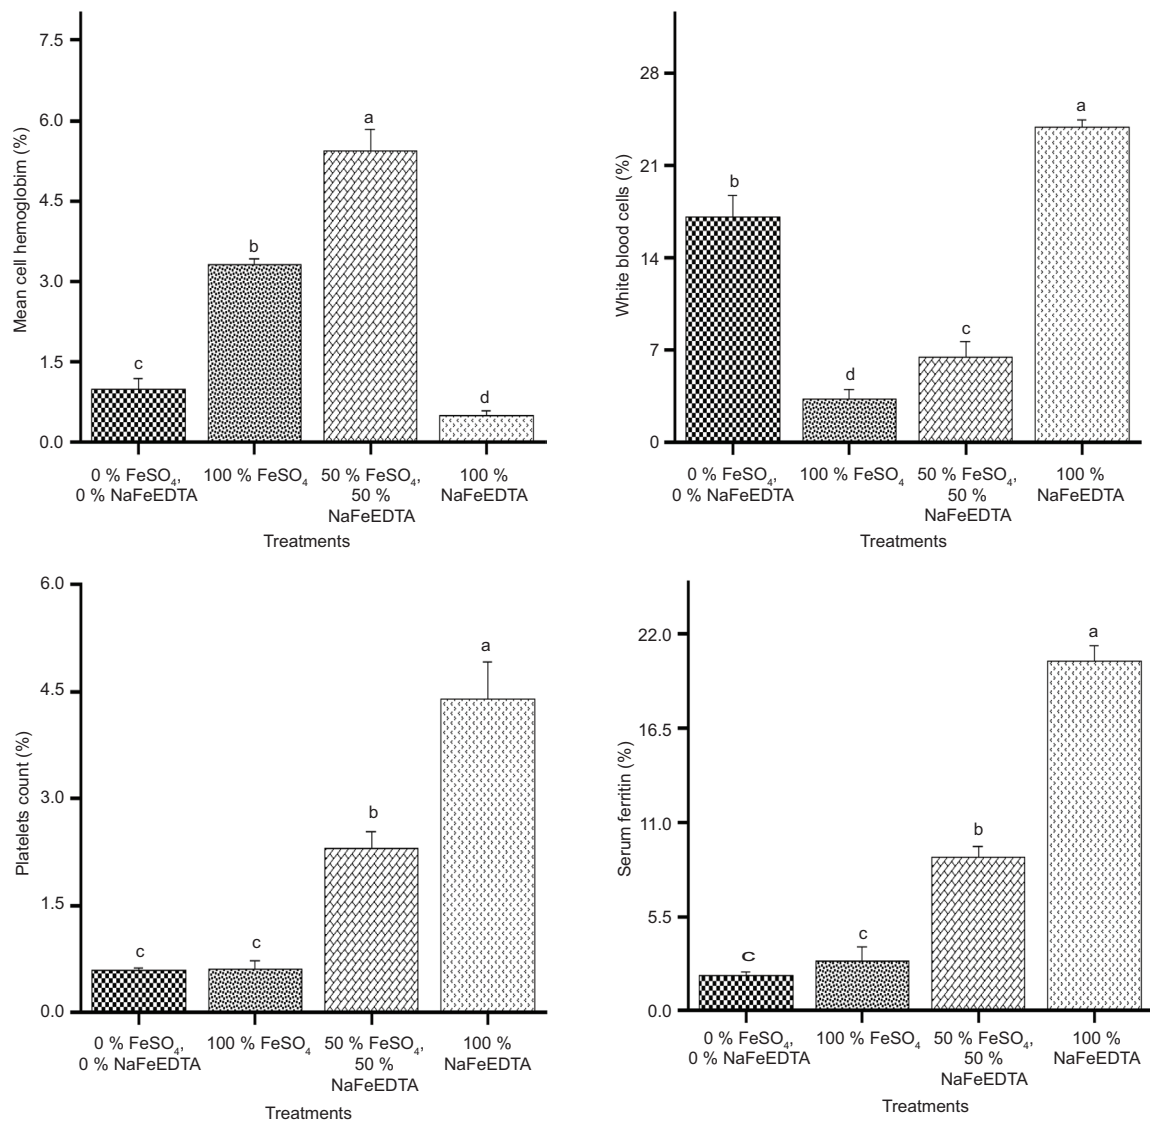 Mean cell hemoglobim (%)
7.5
6.0
4.5
3.0
1.5
0.0
c
b
a
d
0 % FeSO₄,
0 % NaFeEDTA
100 % FeSO₄
50 % FeSO₄,
50 %
NaFeEDTA
100 %
NaFeEDTA
Treatments
White blood cells (%)
28
21
14
7
0
b
d
c
a
0 % FeSO₄,
0 % NaFeEDTA
100 % FeSO₄
50 % FeSO₄,
50 %
NaFeEDTA
100 %
NaFeEDTA
Treatments
Platelets count (%)
6.0
4.5
3.0
1.5
0.0
c
c
b
a
0 % FeSO₄,
0 % NaFeEDTA
100 % FeSO₄
50 % FeSO₄,
50 %
NaFeEDTA
100 %
NaFeEDTA
Treatments
Serum ferritin (%)
22.0
16.5
11.0
5.5
0.0
c
c
b
a
0 % FeSO₄,
0 % NaFeEDTA
100 % FeSO₄
50 % FeSO₄,
50 %
NaFeEDTA
100 %
NaFeEDTA
Treatments